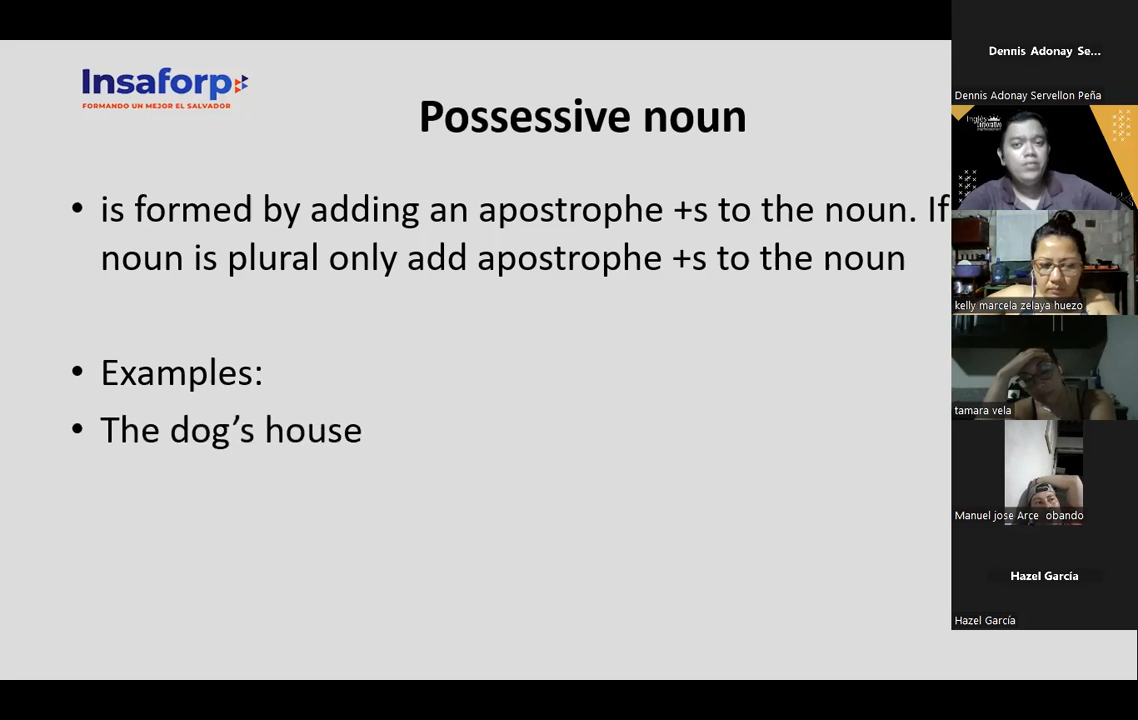 Insaforp
FORMANDO UN MEJOR EL SALVADOR
Possessive noun
• is formed by adding an apostrophe +s to the noun. If
noun is plural only add apostrophe +s to the noun
• Examples:
• The dog’s house
Dennis Adonay Se...
Dennis Adonay Servellon Peña
Inglés
kelly marcela zelaya huezo
tamara vela
Manuel jose Arce obando
Hazel García
Hazel García